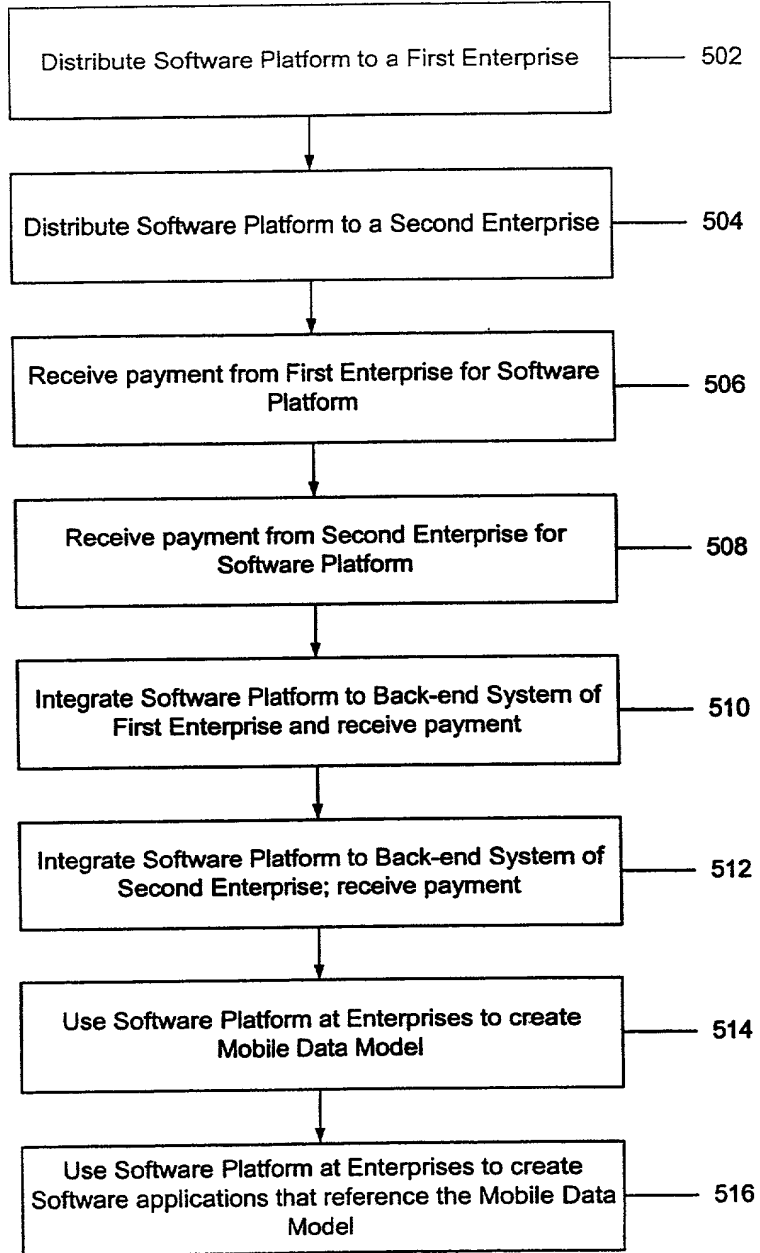 Distribute Software Platform to a First Enterprise
502
Distribute Software Platform to a Second Enterprise
504
Receive payment from First Enterprise for Software
Platform
506
Receive payment from Second Enterprise for
Software Platform
508
Integrate Software Platform to Back-end System of
First Enterprise and receive payment
510
Integrate Software Platform to Back-end System of
Second Enterprise; receive payment
512
Use Software Platform at Enterprises to create
Mobile Data Model
514
Use Software Platform at Enterprises to create
Software applications that reference the Mobile Data
Model
516